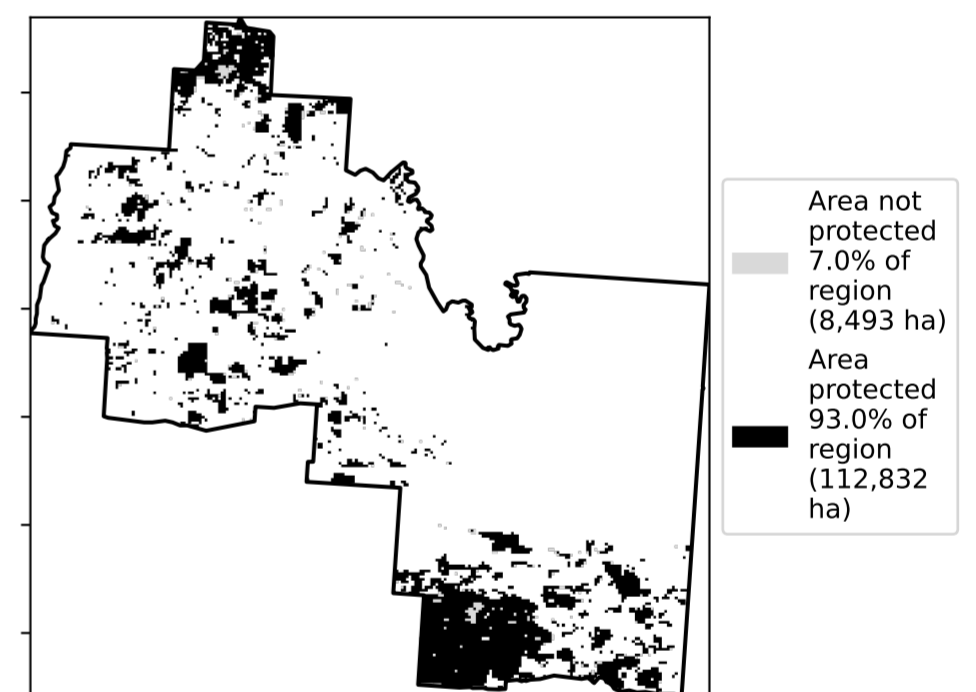 Area not
protected
7.0% of
region
(8,493 ha)
Area
protected
93.0% of
region
(112,832
ha)